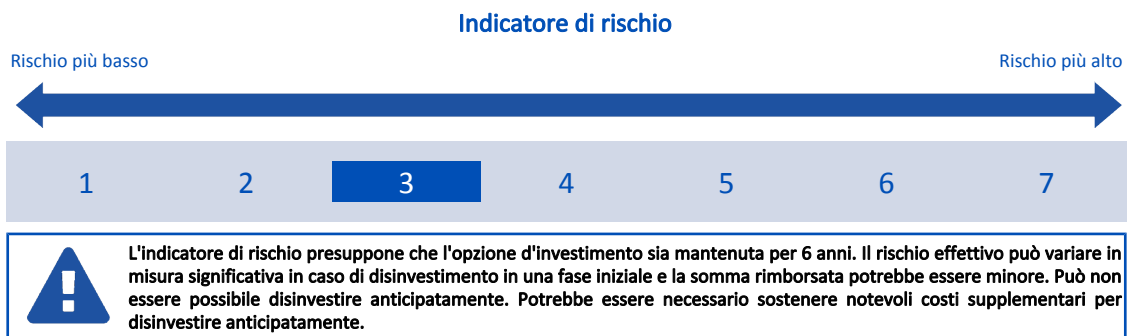 Indicatore di rischio
Rischio più basso Rischio più alto
1 2 3 4 5 6 7
L'indicatore di rischio presuppone che l'opzione d'investimento sia mantenuta per 6 anni. Il rischio effettivo può variare in
misura significativa in caso di disinvestimento in una fase iniziale e la somma rimborsata potrebbe essere minore. Può non
essere possibile disinvestire anticipatamente. Potrebbe essere necessario sostenere notevoli costi supplementari per
disinvestire anticipatamente.